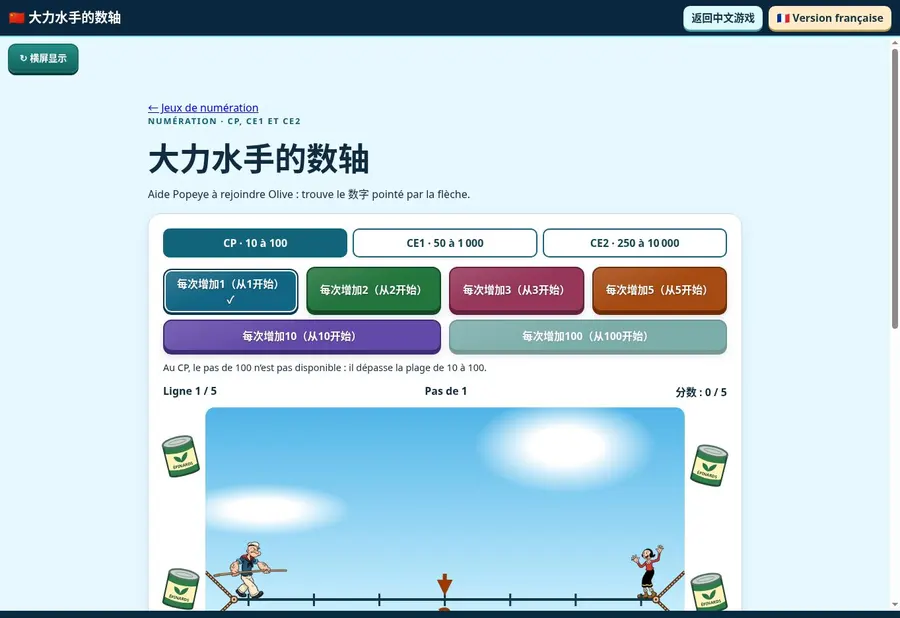 🇨🇳 大力水手的数轴
返回中文游戏
🇫🇷 Version française
↻ 横屏显示
← Jeux de numération
NUMÉRATION · CP, CE1 ET CE2
大力水手的数轴
Aide Popeye à rejoindre Olive : trouve le 数字 pointé par la flèche.
CP · 10 à 100
CE1 · 50 à 1 000
CE2 · 250 à 10 000
每次增加1（从1开始）
✓
每次增加2（从2开始）
每次增加3（从3开始）
每次增加5（从5开始）
每次增加10（从10开始）
每次增加100（从100开始）
Au CP, le pas de 100 n’est pas disponible : il dépasse la plage de 10 à 100.
Ligne 1 / 5
Pas de 1
分数 : 0 / 5
ÉPINARDS
ÉPINARDS
ÉPINARDS
ÉPINARDS